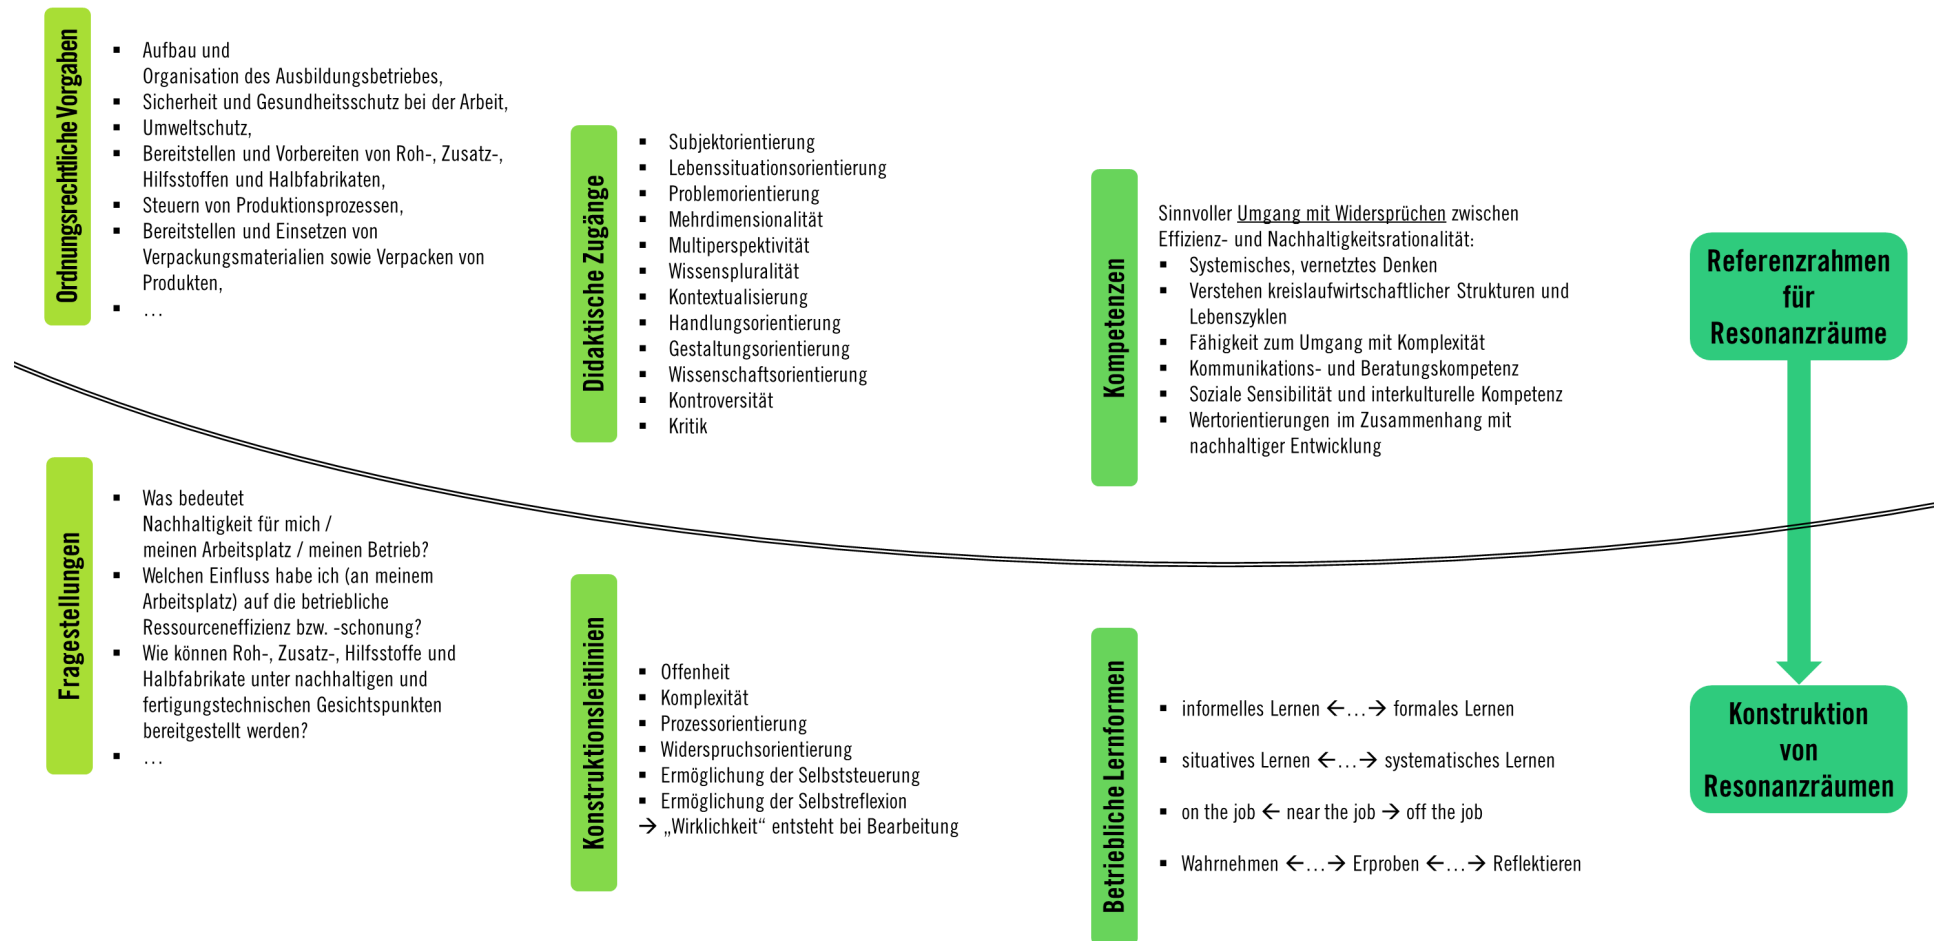 Ordnungsrechtliche Vorgaben
▪ Aufbau und
Organisation des Ausbildungsbetriebes,
▪ Sicherheit und Gesundheitsschutz bei der Arbeit,
▪ Umweltschutz,
▪ Bereitstellen und Vorbereiten von Roh-, Zusatz-,
Hilfsstoffen und Halbfabrikaten,
▪ Steuern von Produktionsprozessen,
▪ Bereitstellen und Einsetzen von
Verpackungsmaterialien sowie Verpacken von
Produkten,
▪ …
Didaktische Zugänge
▪ Subjektorientierung
▪ Lebenssituationsorientierung
▪ Problemorientierung
▪ Mehrdimensionalität
▪ Multiperspektivität
▪ Wissenspluralität
▪ Kontextualisierung
▪ Handlungsorientierung
▪ Gestaltungsorientierung
▪ Wissenschaftsorientierung
▪ Kontroversität
▪ Kritik
Kompetenzen
Sinnvoller Umgang mit Widersprüchen zwischen
Effizienz- und Nachhaltigkeitsrationalität:
▪ Systemisches, vernetztes Denken
▪ Verstehen kreislaufwirtschaftlicher Strukturen und
Lebenszyklen
▪ Fähigkeit zum Umgang mit Komplexität
▪ Kommunikations- und Beratungskompetenz
▪ Soziale Sensibilität und interkulturelle Kompetenz
▪ Wertorientierungen im Zusammenhang mit
nachhaltiger Entwicklung
Referenzrahmen
für
Resonanzräume
Fragestellungen
▪ Was bedeutet
Nachhaltigkeit für mich /
meinen Arbeitsplatz / meinen Betrieb?
▪ Welchen Einfluss habe ich (an meinem
Arbeitsplatz) auf die betriebliche
Ressourceneffizienz bzw. -schonung?
▪ Wie können Roh-, Zusatz-, Hilfsstoffe und
Halbfabrikate unter nachhaltigen und
fertigungstechnischen Gesichtspunkten
bereitgestellt werden?
▪ …
Konstruktionsleitlinien
▪ Offenheit
▪ Komplexität
▪ Prozessorientierung
▪ Widerspruchsorientierung
▪ Ermöglichung der Selbststeuerung
▪ Ermöglichung der Selbstreflexion
→ „Wirklichkeit“ entsteht bei Bearbeitung
Betriebliche Lernformen
▪ informelles Lernen ←…→ formales Lernen
▪ situatives Lernen ←…→ systematisches Lernen
▪ on the job ← near the job → off the job
▪ Wahrnehmen ←…→ Erproben ←…→ Reflektieren
Konstruktion
von
Resonanzräumen